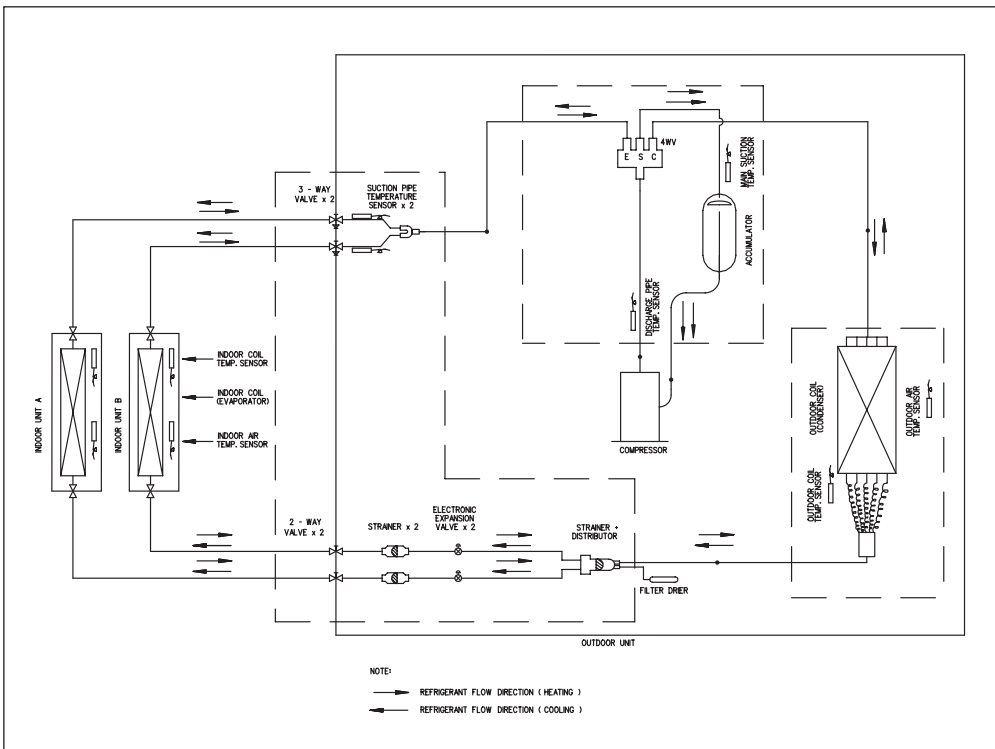 4WV
E S C
MAIN SUCTION
TEMP. SENSOR
3 - WAY
VALVE x 2
SUCTION PIPE
TEMPERATURE
SENSOR x 2
ACCUMULATOR
DISCHARGE PIPE
TEMP. SENSOR
INDOOR UNIT A
INDOOR UNIT B
INDOOR COIL
TEMP. SENSOR
INDOOR COIL
(EVAPORATOR)
INDOOR AIR
TEMP. SENSOR
COMPRESSOR
OUTDOOR COIL
(CONDENSER)
OUTDOOR AIR
TEMP. SENSOR
OUTDOOR COIL
TEMP. SENSOR
2 - WAY
VALVE x 2
STRAINER x 2
ELECTRONIC
EXPANSION
VALVE x 2
STRAINER +
DISTRIBUTOR
FILTER DRIER
OUTDOOR UNIT
NOTE:
REFRIGERANT FLOW DIRECTION ( HEATING )
REFRIGERANT FLOW DIRECTION ( COOLING )